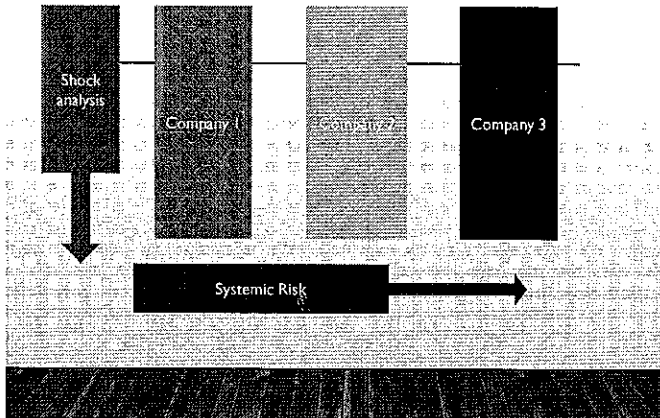 Shock
analysis
Company 1
Company 2
Company 3
Systemic Risk